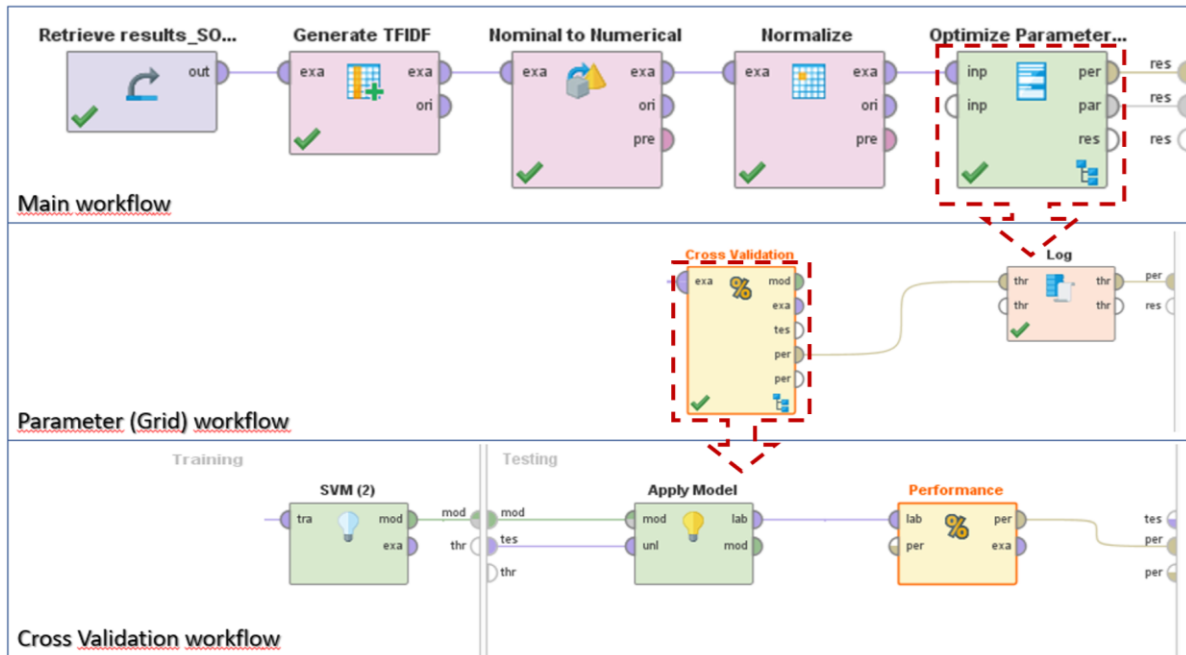 Retrieve results_SO... Generate TFIDF Nominal to Numerical Normalize Optimize Parameter...
out exa exa exa exa exa exa inp per res
ori ori ori inp par res
pre pre res res
Main workflow
Cross Validation Log
exa mod thr thr per
exa thr thr res
tes
per
per
Parameter (Grid) workflow
Training Testing
SVM (2) Apply Model Performance
tra mod mod mod mod lab lab per tes
exa thr tes unl mod per exa per
thr per
Cross Validation workflow